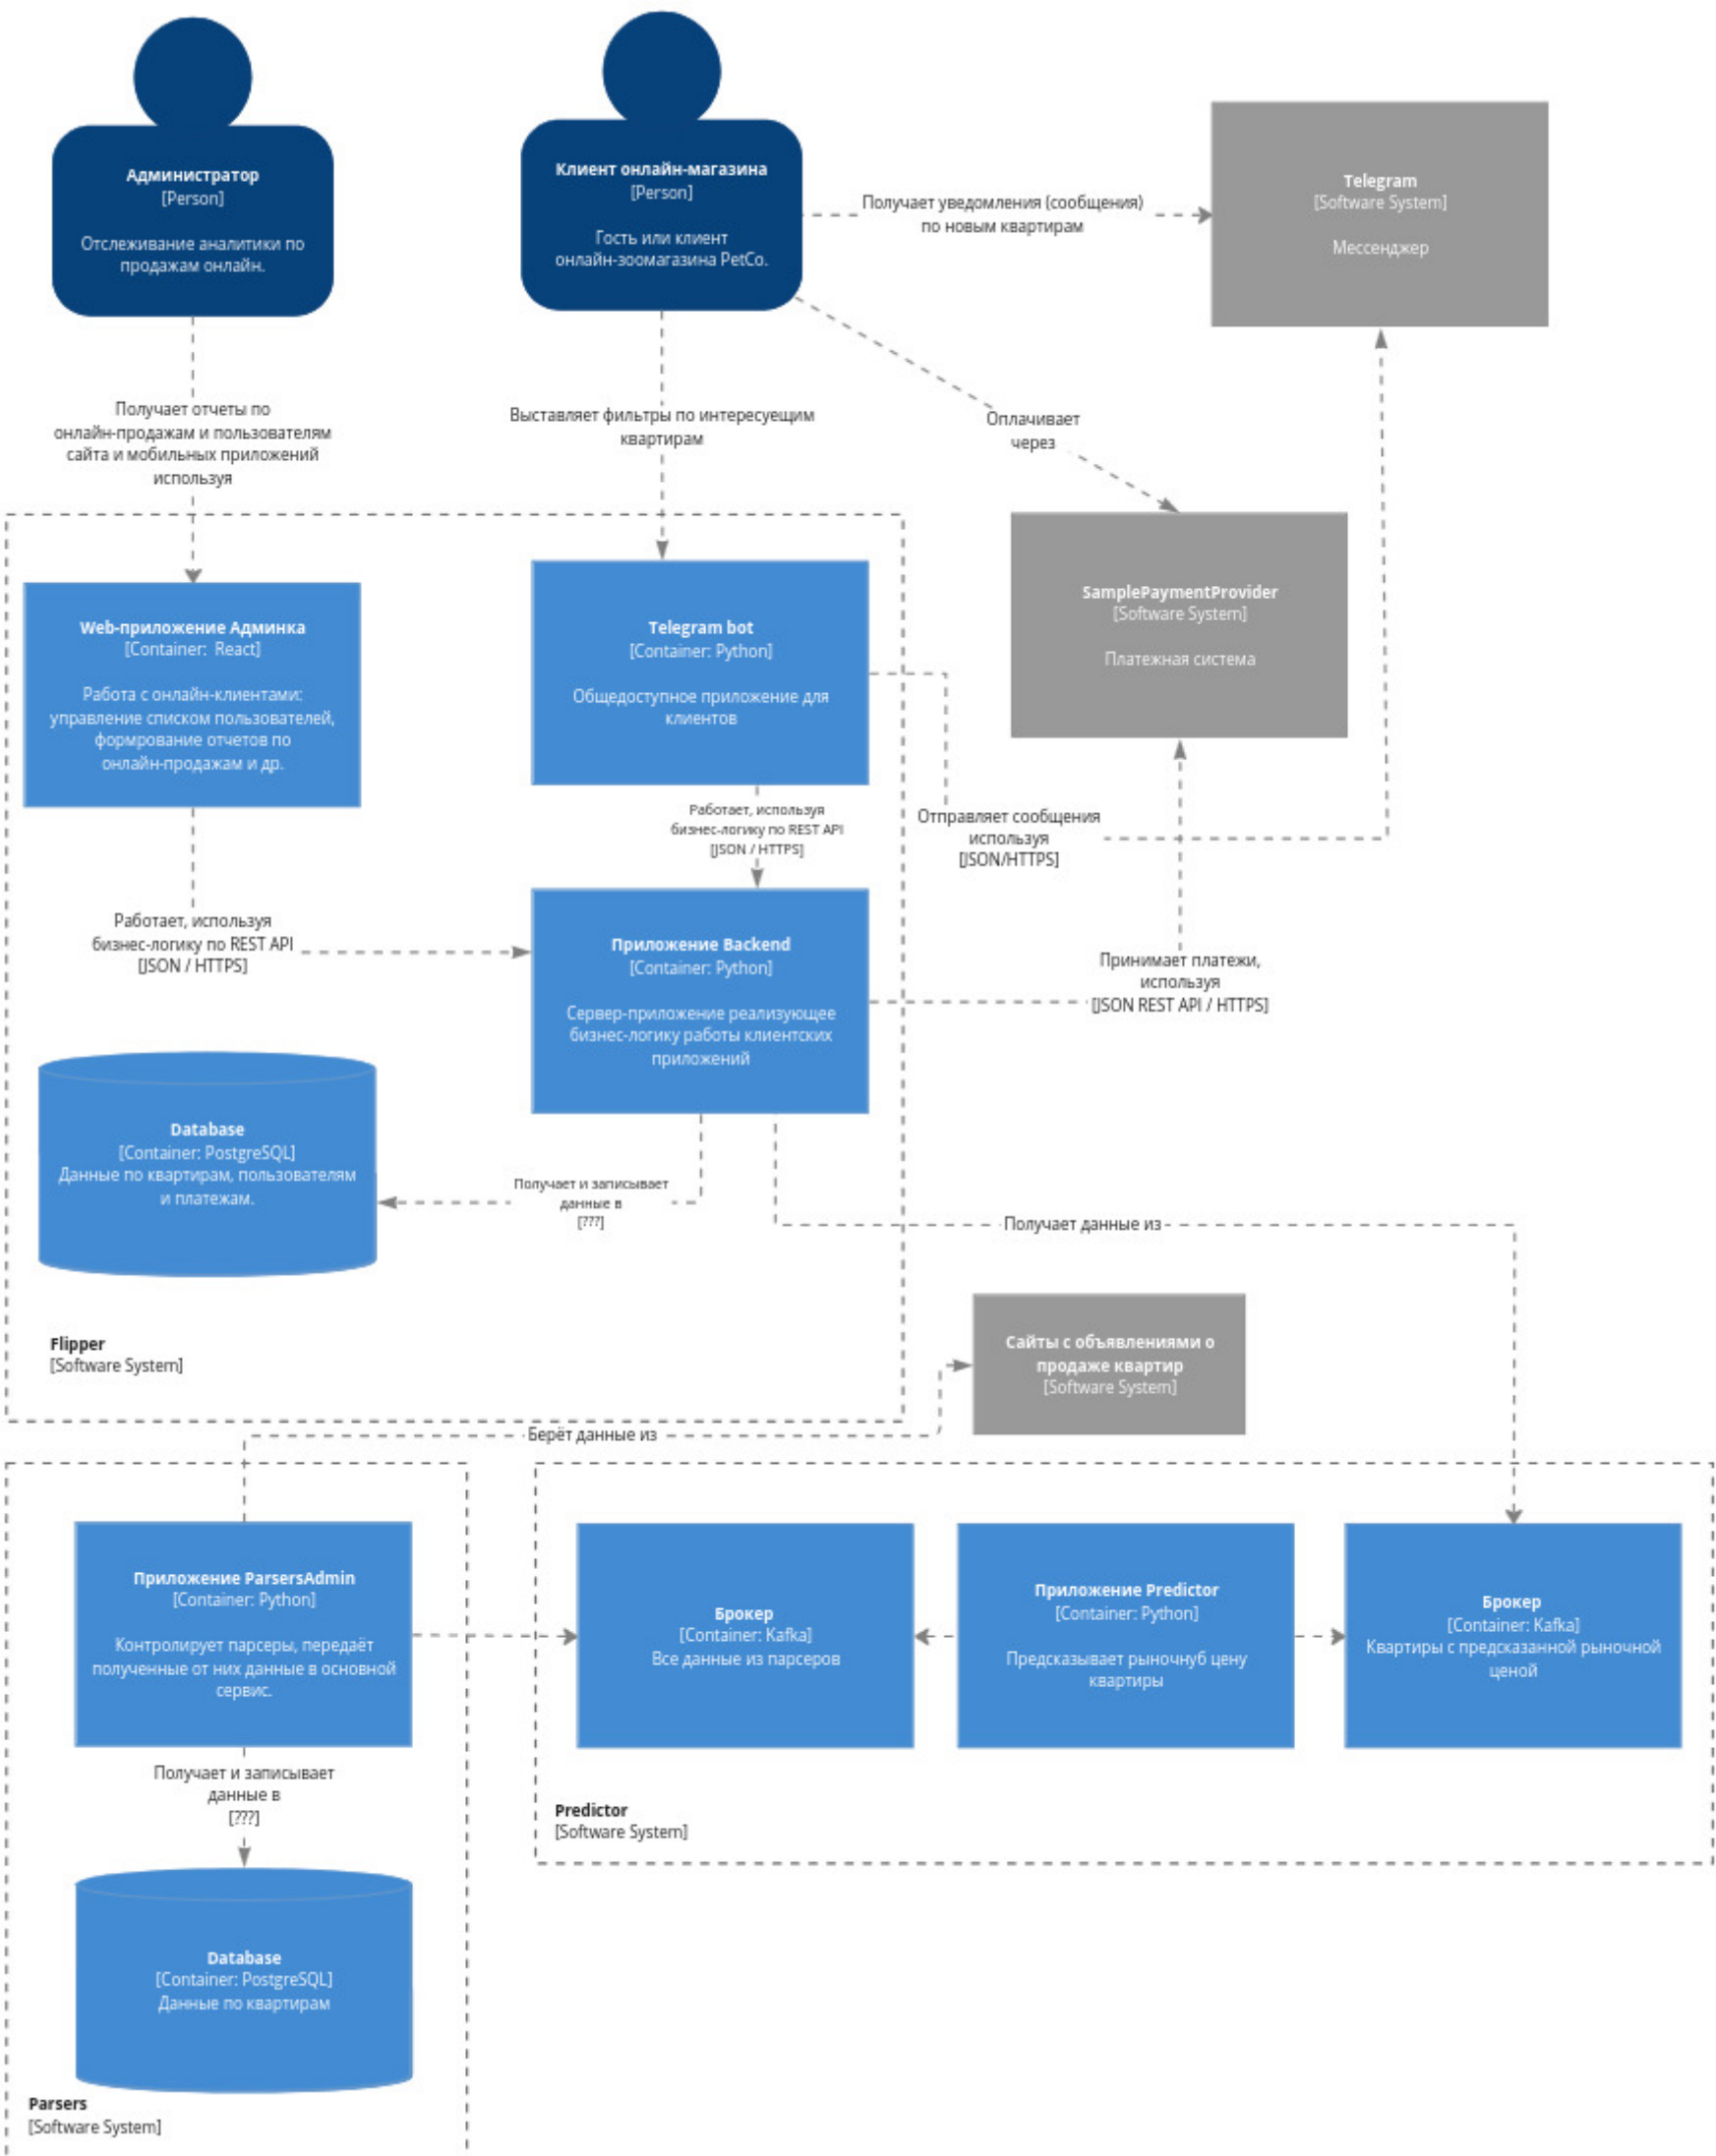 Администратор
[Person]
Отслеживание аналитики по
продажам онлайн.
Клиент онлайн-магазина
[Person]
Гость или клиент
онлайн-зоомагазина PetCo.
Получает уведомления (сообщения)
по новым квартирам
Telegram
[Software System]
Мессенджер
Получает отчеты по
онлайн-продажам и пользователям
сайта и мобильных приложений
используя
Выставляет фильтры по интересуещим
квартирам
Оплачивает
через
Web-приложение Админка
[Container:  React]
Работа с онлайн-клиентами:
управление списком пользователей,
формрование отчетов по
онлайн-продажам и др.
Telegram bot
[Container: Python]
Общедоступное приложение для
клиентов
SamplePaymentProvider
[Software System]
Платежная система
Работает, используя
бизнес-логику по REST API
[JSON / HTTPS]
Отправляет сообщения
используя
[JSON/HTTPS]
Работает, используя
бизнес-логику по REST API
[JSON / HTTPS]
Приложение Backend
[Container: Python]
Сервер-приложение реализующее
бизнес-логику работы клиентских
приложений
Принимает платежи,
используя
[JSON REST API / HTTPS]
Database
[Container: PostgreSQL]
Данные по квартирам, пользователям
и платежам.
Получает и записывает
данные в
[???]
Получает данные из
Flipper
[Software System]
Сайты с объявлениями о
продаже квартир
[Software System]
Берёт данные из
Приложение ParsersAdmin
[Container: Python]
Контролирует парсеры, передаёт
полученные от них данные в основной
сервис.
Брокер
[Container: Kafka]
Все данные из парсеров
Приложение Predictor
[Container: Python]
Предсказывает рыночнуб цену
квартиры
Брокер
[Container: Kafka]
Квартиры с предсказанной рыночной
ценой
Получает и записывает
данные в
[???]
Predictor
[Software System]
Database
[Container: PostgreSQL]
Данные по квартирам
Parsers
[Software System]